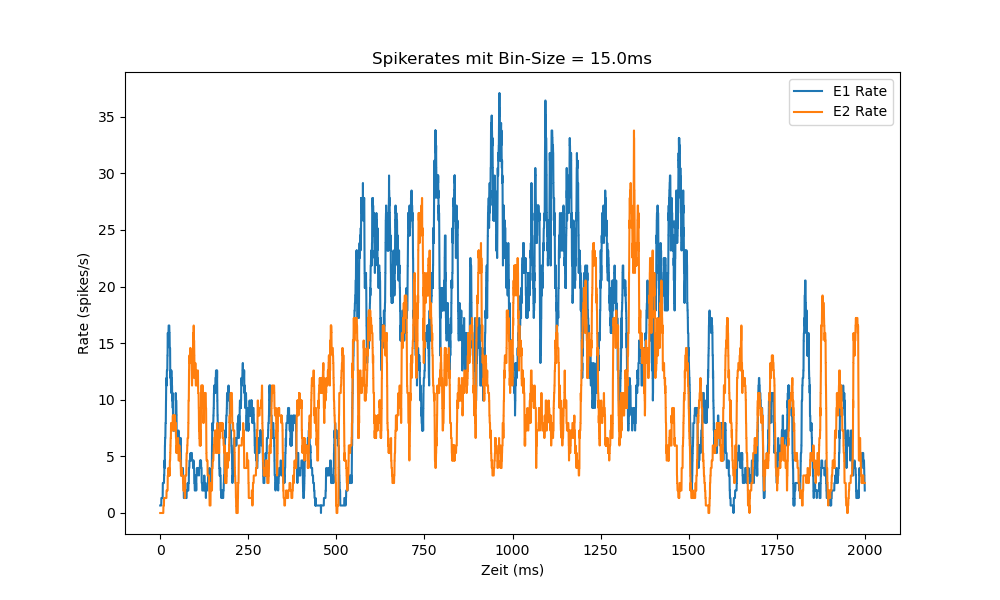 Spikerates mit Bin-Size = 15.0ms
E1 Rate
E2 Rate
35
30
25
20
15
10
5
0
Rate (spikes/s)
0 250 500 750 1000 1250 1500 1750 2000
Zeit (ms)